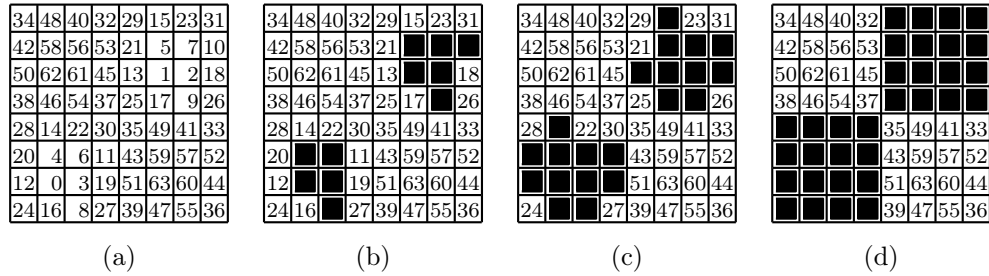 34 48 40 32 29 15 23 31
42 58 56 53 21 5 7 10
50 62 61 45 13 1 2 18
38 46 54 37 25 17 9 26
28 14 22 30 35 49 41 33
20 4 6 11 43 59 57 52
12 0 3 19 51 63 60 44
24 16 8 27 39 47 55 36
(a)
34 48 40 32 29 15 23 31
42 58 56 53 21
50 62 61 45 13 18
38 46 54 37 25 17 26
28 14 22 30 35 49 41 33
20 11 43 59 57 52
12 19 51 63 60 44
24 16 27 39 47 55 36
(b)
34 48 40 32 29 23 31
42 58 56 53 21
50 62 61 45
38 46 54 37 25 26
28 22 30 35 49 41 33
43 59 57 52
51 63 60 44
24 27 39 47 55 36
(c)
34 48 40 32
42 58 56 53
50 62 61 45
38 46 54 37
35 49 41 33
43 59 57 52
51 63 60 44
39 47 55 36
(d)